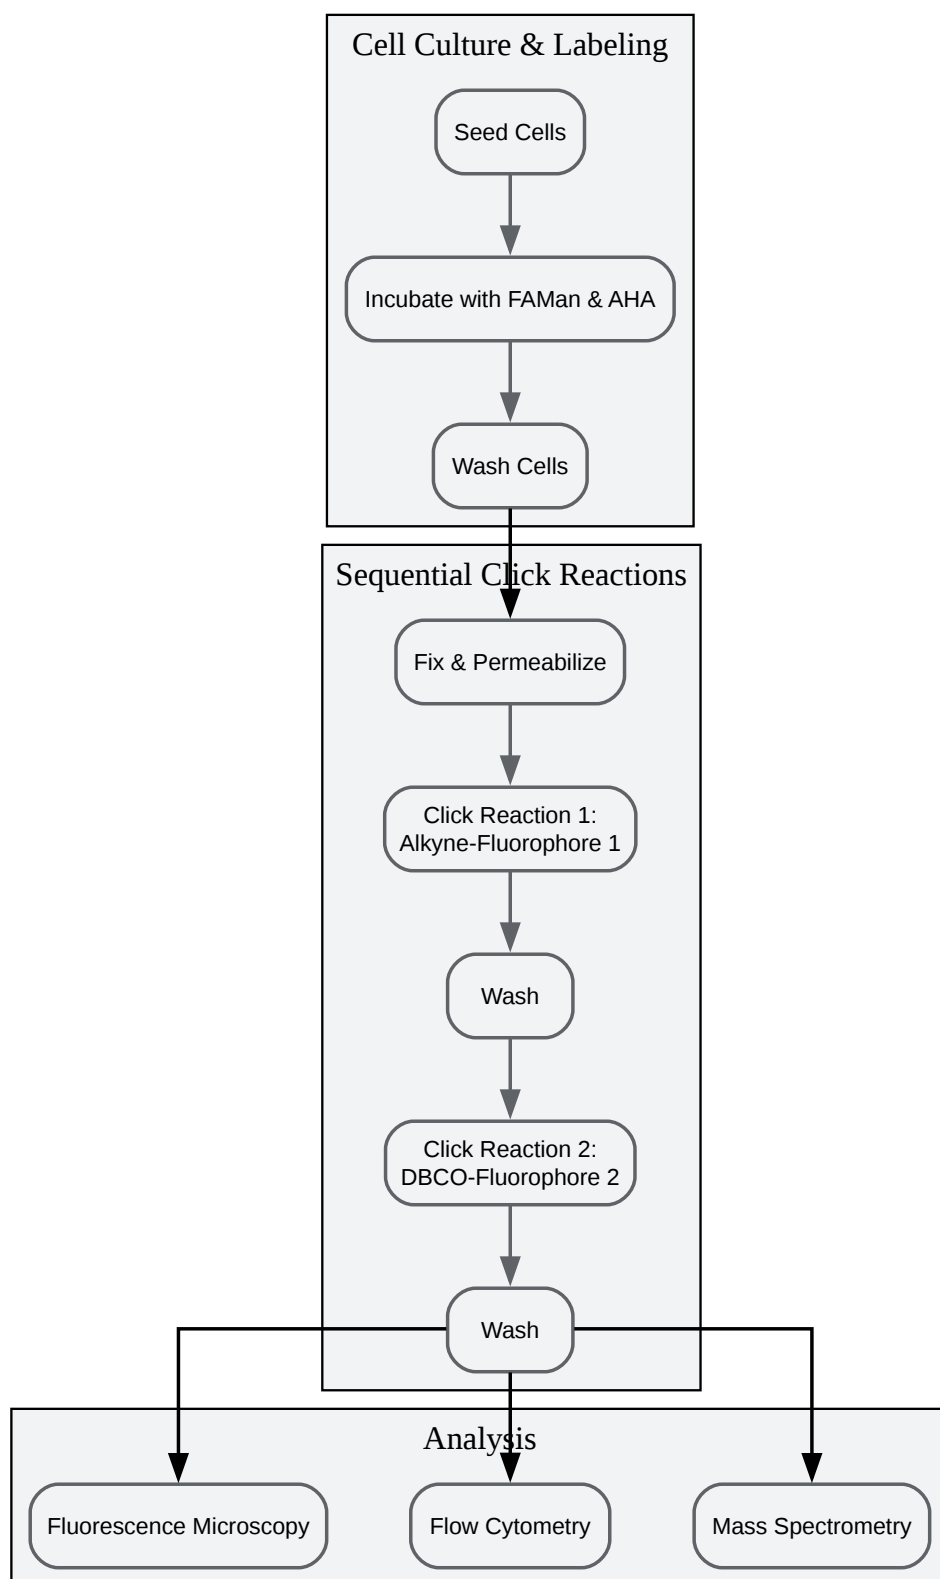 Cell Culture & Labeling
Seed Cells
Incubate with FAMan & AHA
Wash Cells
Sequential Click Reactions
Fix & Permeabilize
Click Reaction 1:
Alkyne-Fluorophore 1
Wash
Click Reaction 2:
DBCO-Fluorophore 2
Wash
Analysis
Fluorescence Microscopy
Flow Cytometry
Mass Spectrometry